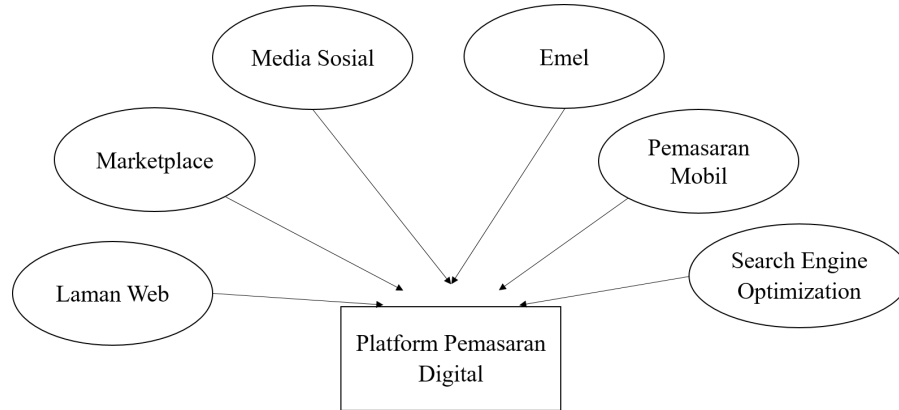 Media Sosial
Emel
Marketplace
Pemasaran
Mobil
Laman Web
Search Engine
Optimization
Platform Pemasaran
Digital